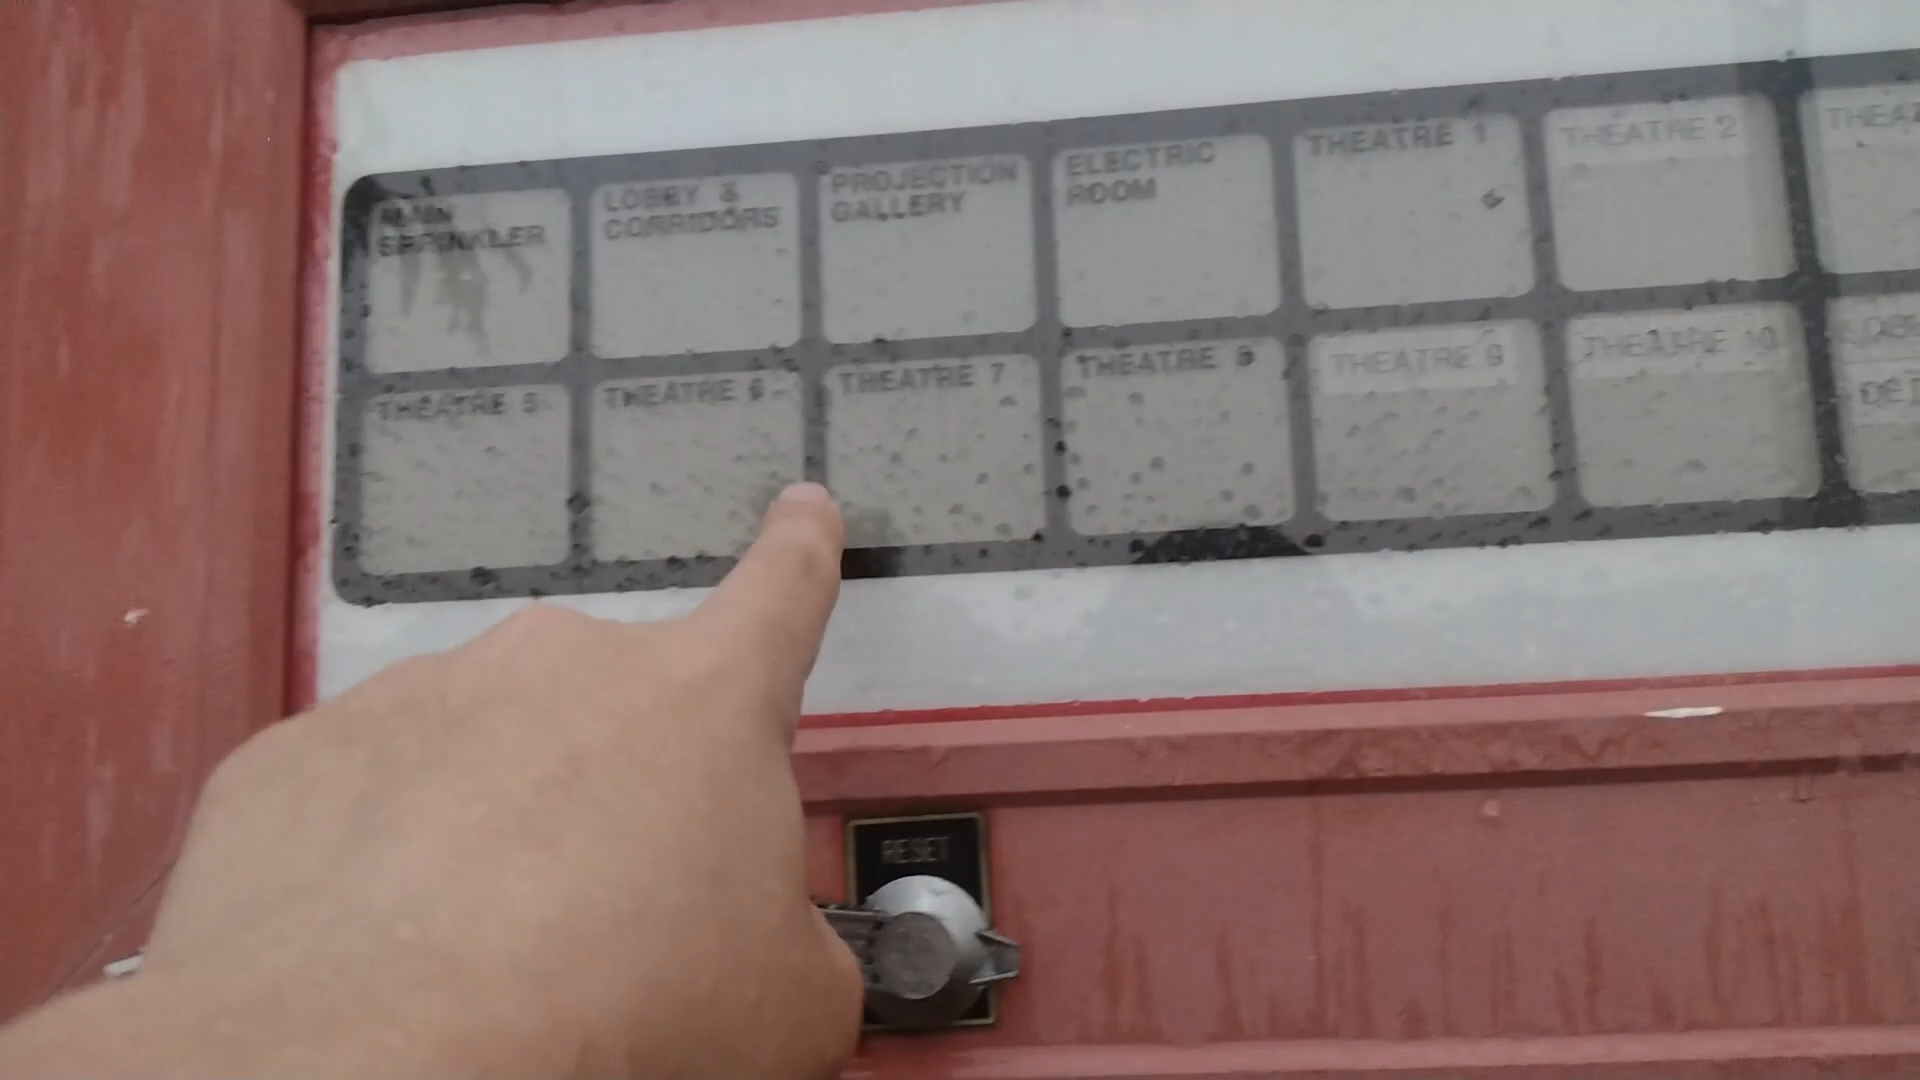 MAIN
SPRINKLER
LOBBY &
CORRIDORS
PROJECTION
GALLERY
ELECTRIC
ROOM
THEATRE 1
THEATRE 2
THEATRE 5
THEATRE 6
THEATRE 7
THEATRE 8
THEATRE 9
THEATRE 10
RESET